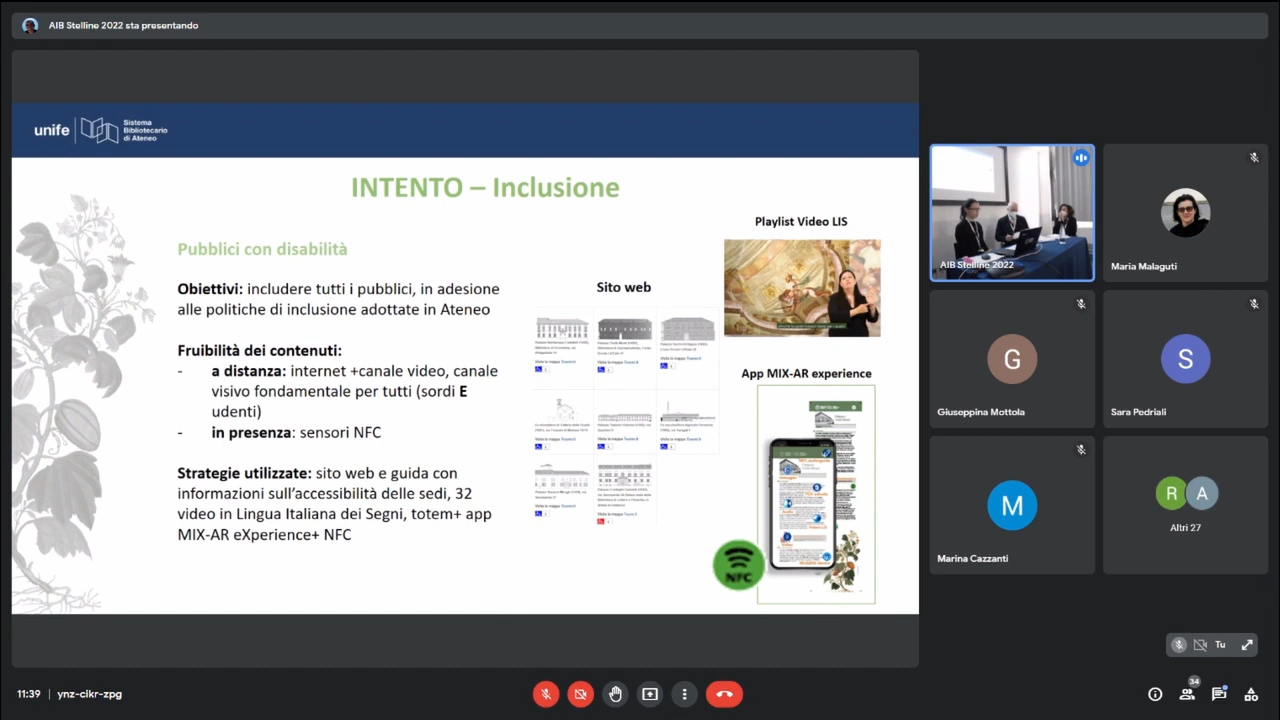 AIB Stelline 2022 sta presentando
unife
Sistema
Bibliotecario
di Ateneo
INTENTO – Inclusione
Pubblici con disabilità
Obiettivi: includere tutti i pubblici, in adesione
alle politiche di inclusione adottate in Ateneo
Fruibilità dei contenuti:
- a distanza: internet +canale video, canale
visivo fondamentale per tutti (sordi E
udenti)
- in presenza: sensori NFC
Strategie utilizzate: sito web e guida con
informazioni sull'accessibilità delle sedi, 32
video in Lingua Italiana dei Segni, totem+ app
MIX-AR eXperience+ NFC
Sito web
Playlist Video LIS
App MIX-AR experience
NFC
AIB Stelline 2022
Maria Malaguti
G
Giuseppina Mottola
S
Sara Pedriali
M
Marina Cazzanti
R
A
Altri 27
Tu
11:39 | ynz-cikr-zpg
34